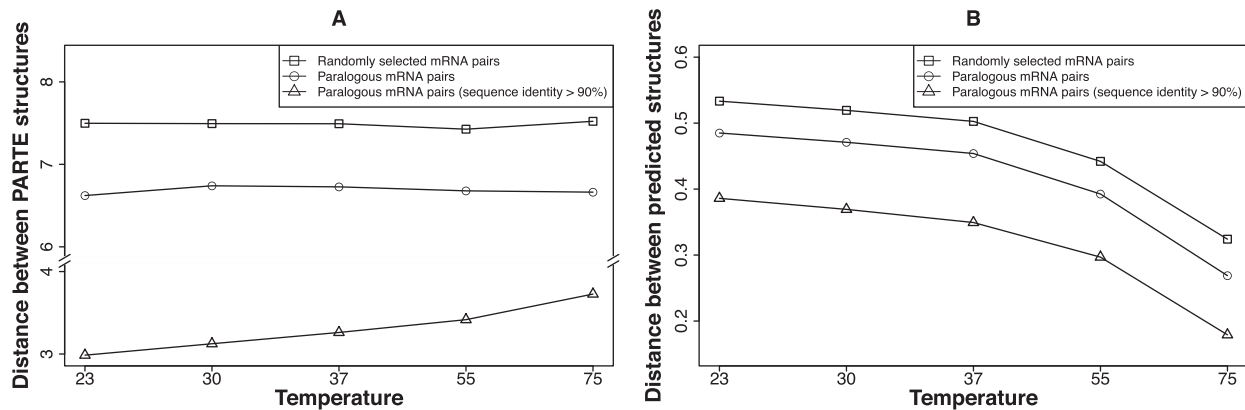 A
Distance between PARTE structures
8
7
6
4
3
Randomly selected mRNA pairs
Paralogous mRNA pairs
Paralogous mRNA pairs (sequence identity > 90%)
23 30 37 55 75
Temperature
B
Distance between predicted structures
0.6
0.5
0.4
0.3
0.2
Randomly selected mRNA pairs
Paralogous mRNA pairs
Paralogous mRNA pairs (sequence identity > 90%)
23 30 37 55 75
Temperature